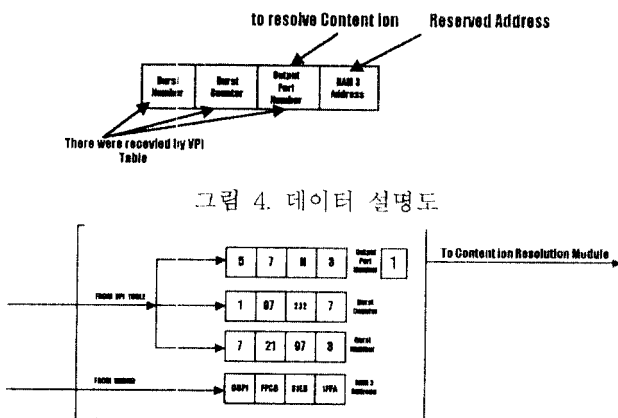 to resolve Content ion
Reserved Address
Burst Number
Burst Counter
Output Port Number
RAM 3 Address
There were recevied by VPI Table
그림 4. 데이터 설명도
5 7 N 3
Output Port Number
1
To Content ion Resolution Module
FROM VPI TABLE
1 97 232 7
Burst Counter
7 21 97 3
Burst Number
RAM 3 Address